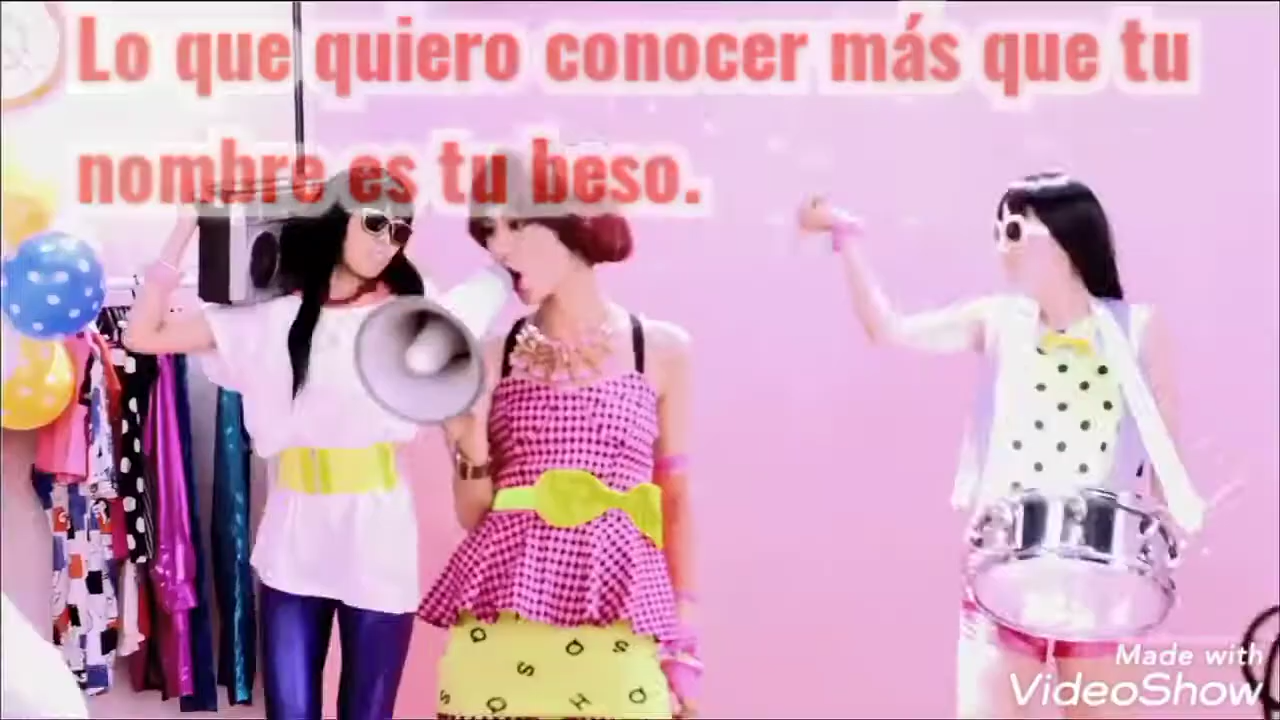 Lo que quiero conocer más que tu
nombre es tu beso.
Made with
VideoShow